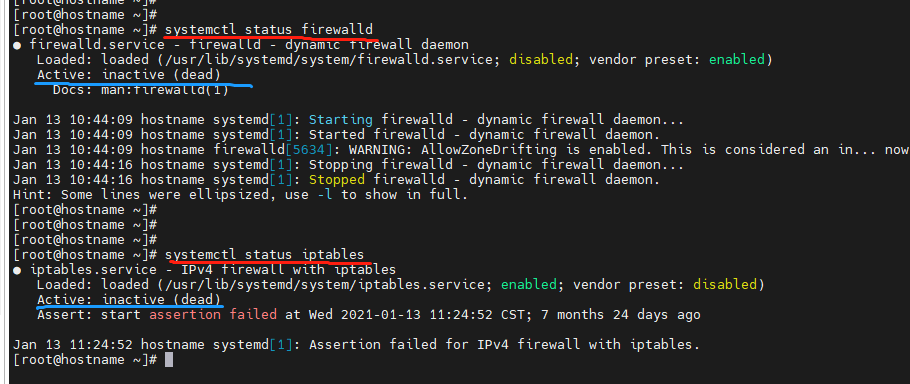 [root@hostname ~]#
[root@hostname ~]#
[root@hostname ~]# systemctl status firewalld
● firewalld.service - firewalld - dynamic firewall daemon
   Loaded: loaded (/usr/lib/systemd/system/firewalld.service; disabled; vendor preset: enabled)
   Active: inactive (dead)
     Docs: man:firewalld(1)

Jan 13 10:44:09 hostname systemd[1]: Starting firewalld - dynamic firewall daemon...
Jan 13 10:44:09 hostname systemd[1]: Started firewalld - dynamic firewall daemon.
Jan 13 10:44:09 hostname firewalld[5634]: WARNING: AllowZoneDrifting is enabled. This is considered an in... now
Jan 13 10:44:16 hostname systemd[1]: Stopping firewalld - dynamic firewall daemon...
Jan 13 10:44:16 hostname systemd[1]: Stopped firewalld - dynamic firewall daemon.
Hint: Some lines were ellipsized, use -l to show in full.
[root@hostname ~]#
[root@hostname ~]#
[root@hostname ~]#
[root@hostname ~]# systemctl status iptables
● iptables.service - IPv4 firewall with iptables
   Loaded: loaded (/usr/lib/systemd/system/iptables.service; enabled; vendor preset: disabled)
   Active: inactive (dead)
   Assert: start assertion failed at Wed 2021-01-13 11:24:52 CST; 7 months 24 days ago

Jan 13 11:24:52 hostname systemd[1]: Assertion failed for IPv4 firewall with iptables.
[root@hostname ~]#